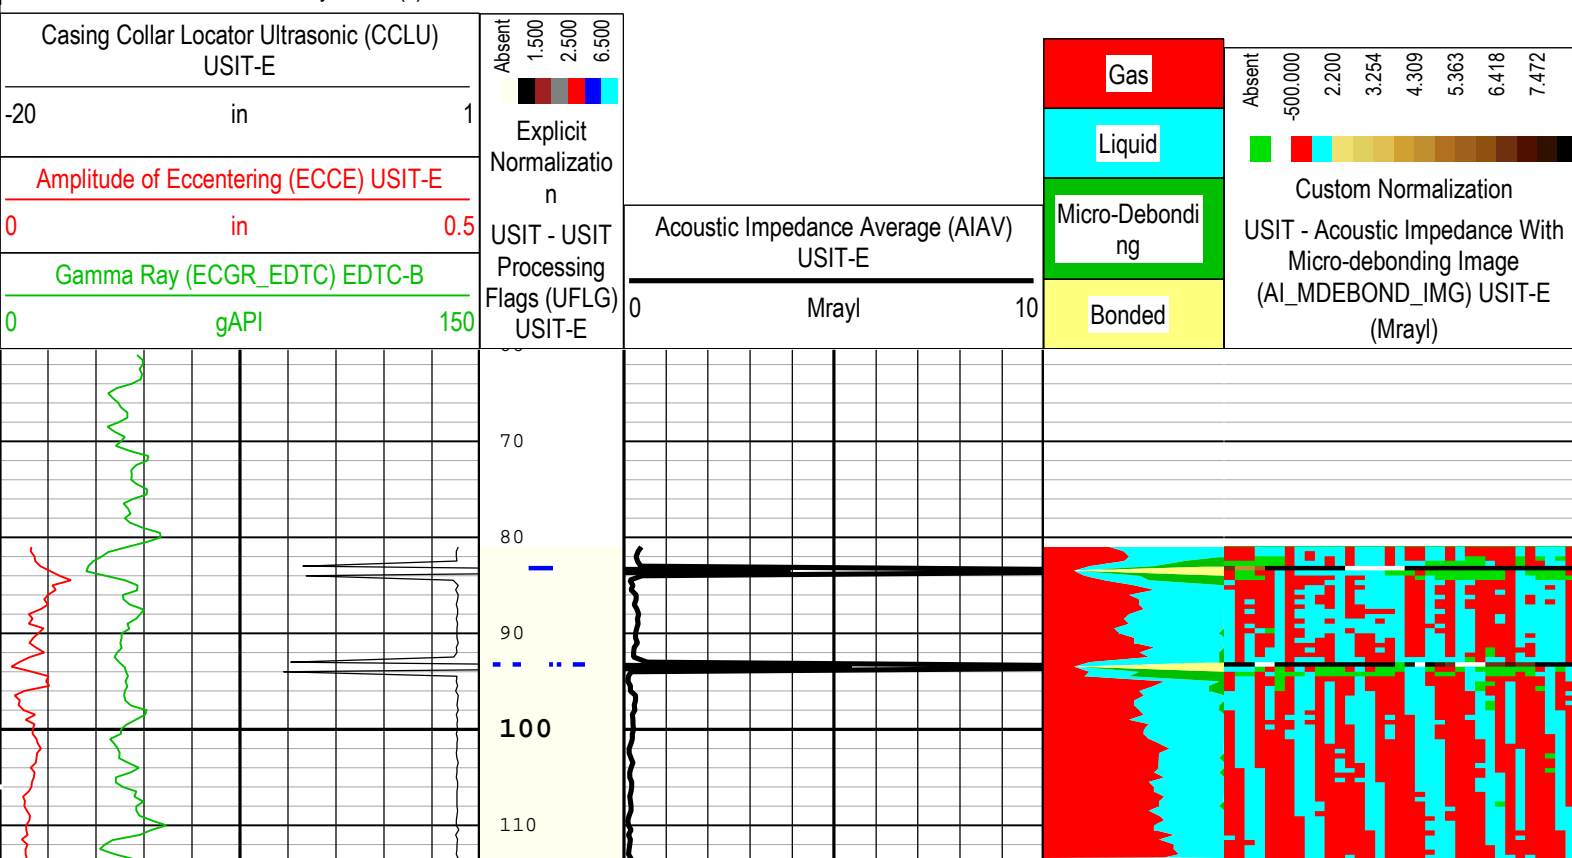 Casing Collar Locator Ultrasonic (CCLU)
USIT-E
-20 in 1
Amplitude of Eccentering (ECCE) USIT-E
0 in 0.5
Gamma Ray (ECGR_EDTC) EDTC-B
0 gAPI 150
Absent
1.500
2.500
6.500
Explicit
Normalizatio
n
USIT - USIT
Processing
Flags (UFLG)
USIT-E
Acoustic Impedance Average (AIAV)
USIT-E
0 Mrayl 10
Gas
Liquid
Micro-Debondi
ng
Bonded
Absent
-500.000
2.200
3.254
4.309
5.363
6.418
7.472
Custom Normalization
USIT - Acoustic Impedance With
Micro-debonding Image
(AI_MDEBOND_IMG) USIT-E
(Mrayl)
70
80
90
100
110